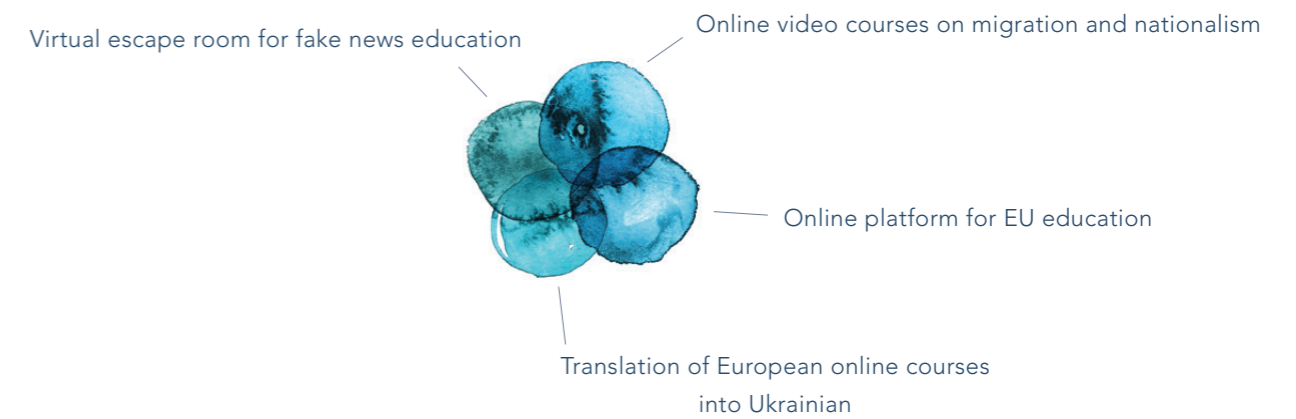 Online video courses on migration and nationalism
Virtual escape room for fake news education
Online platform for EU education
Translation of European online courses
into Ukrainian